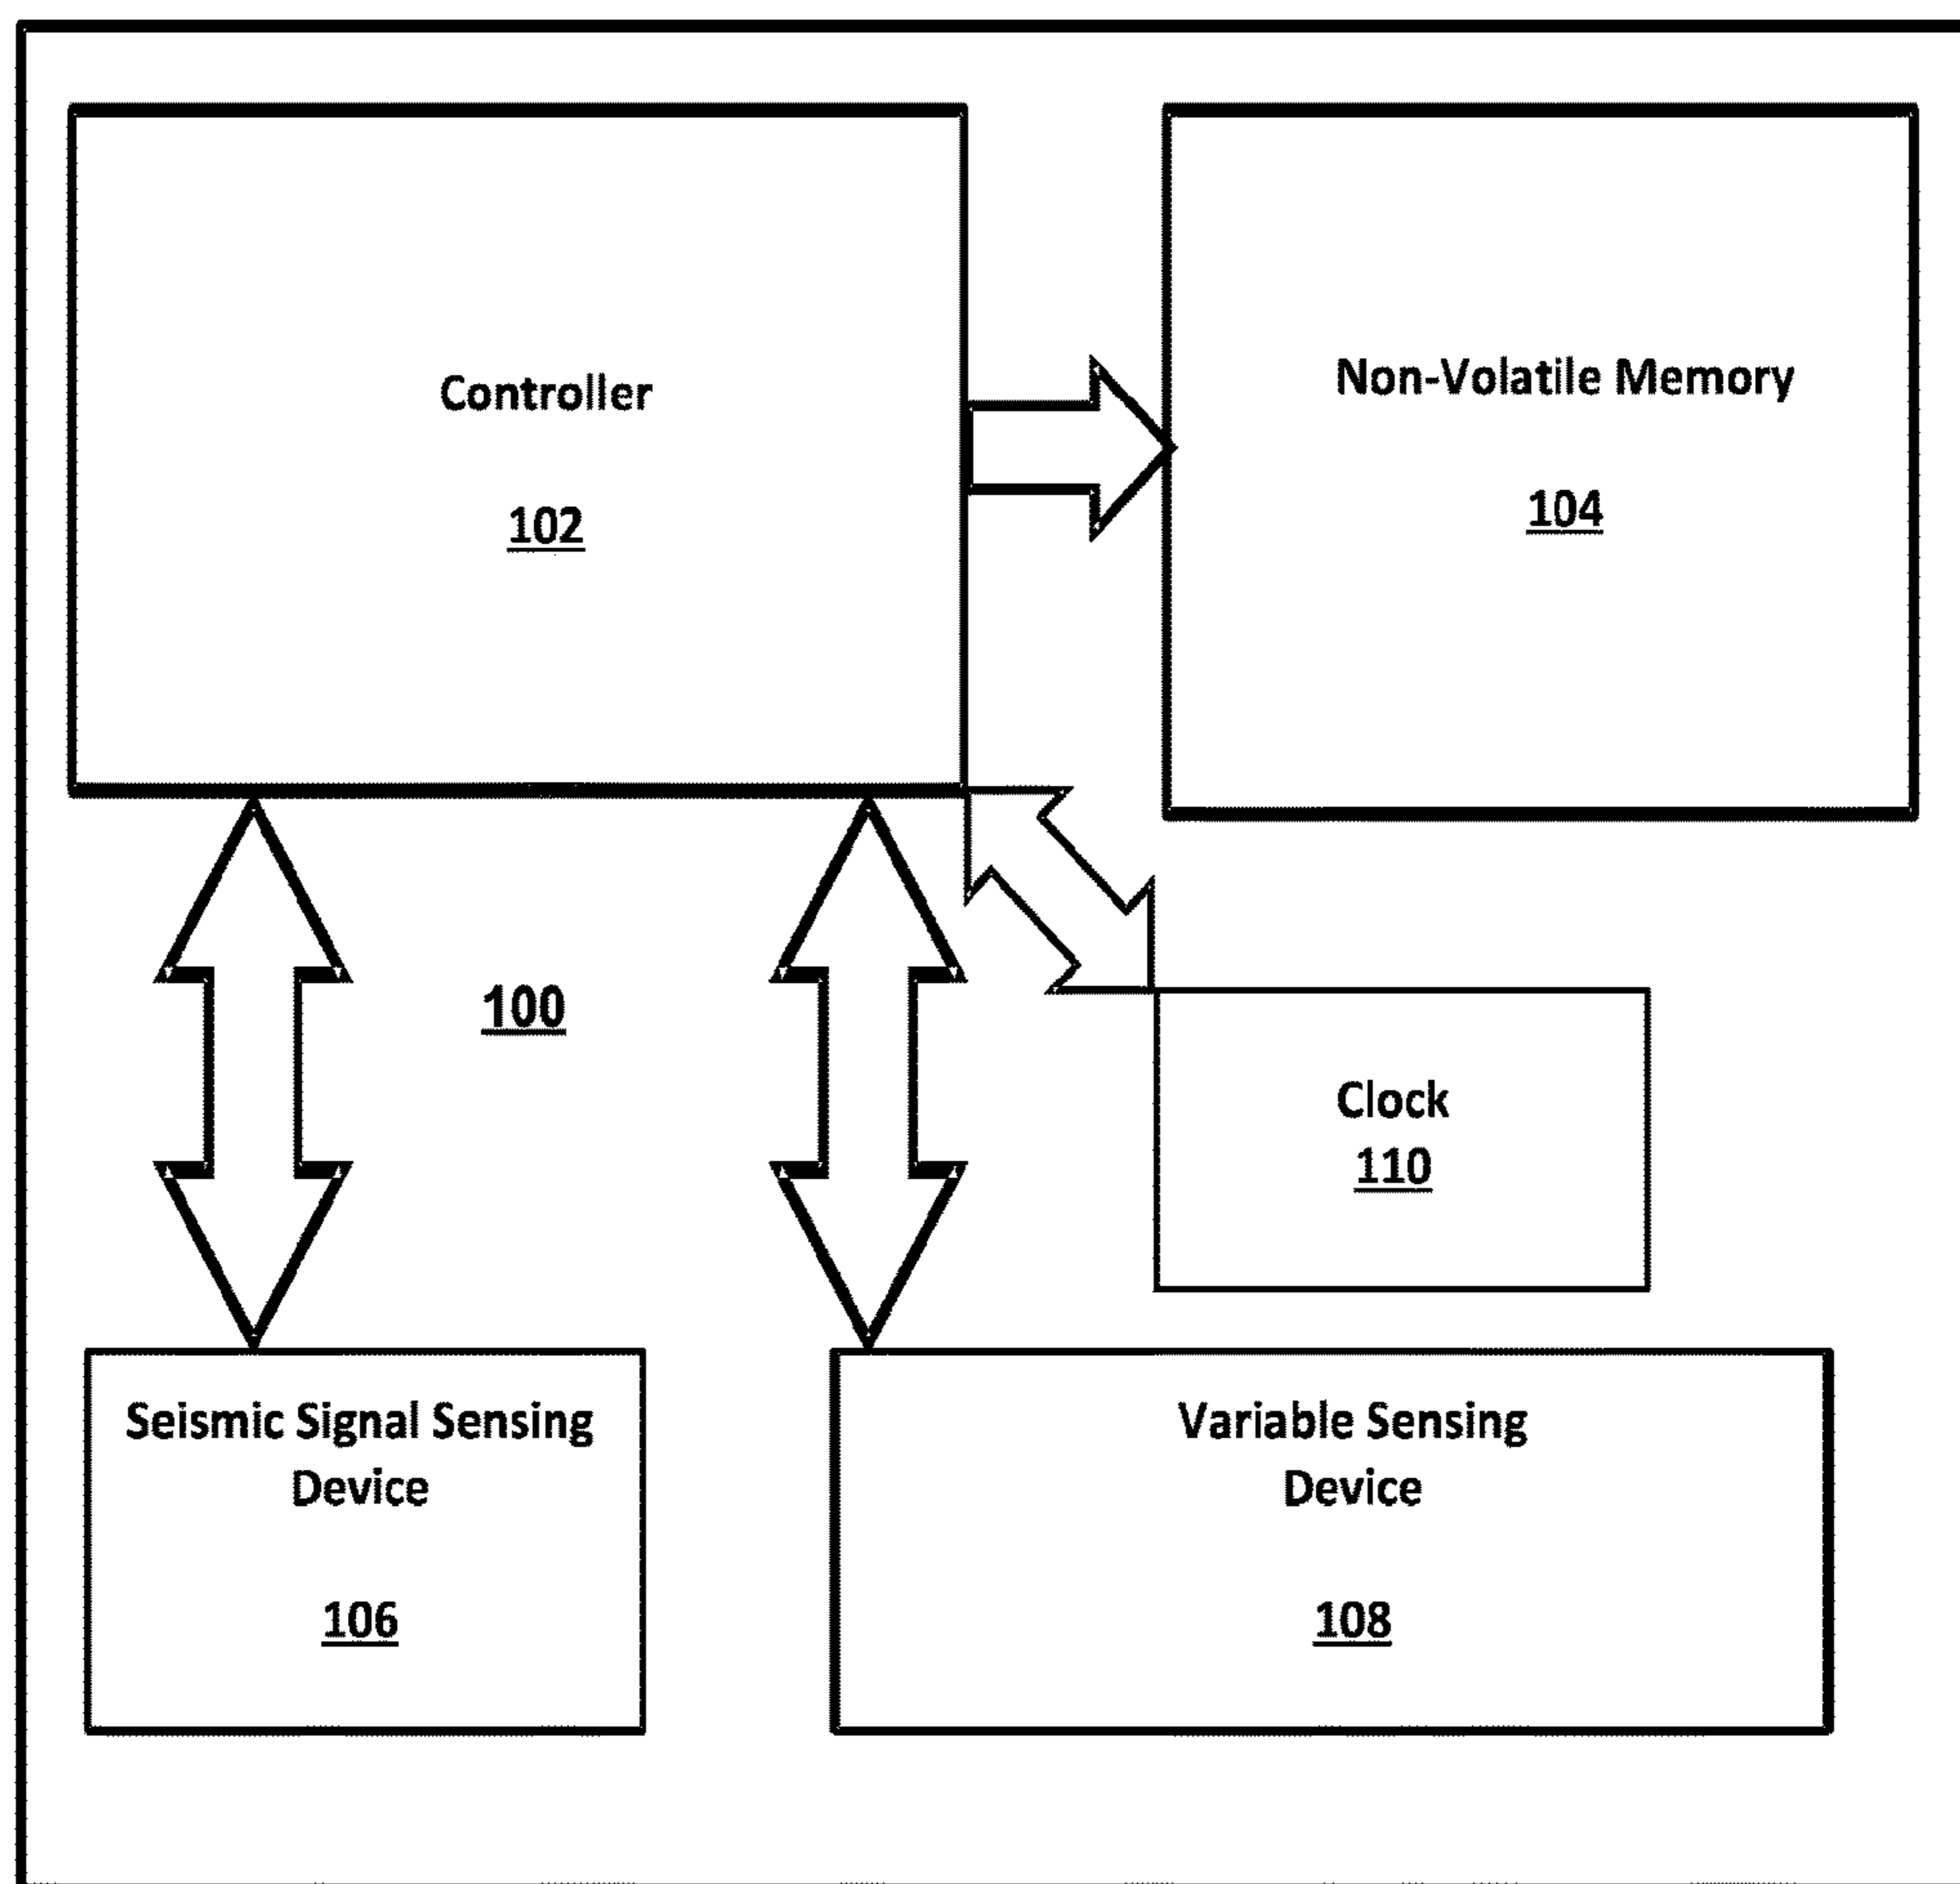 Controller
102
Non-Volatile Memory
104
100
Clock
110
Seismic Signal Sensing
Device
106
Variable Sensing
Device
108